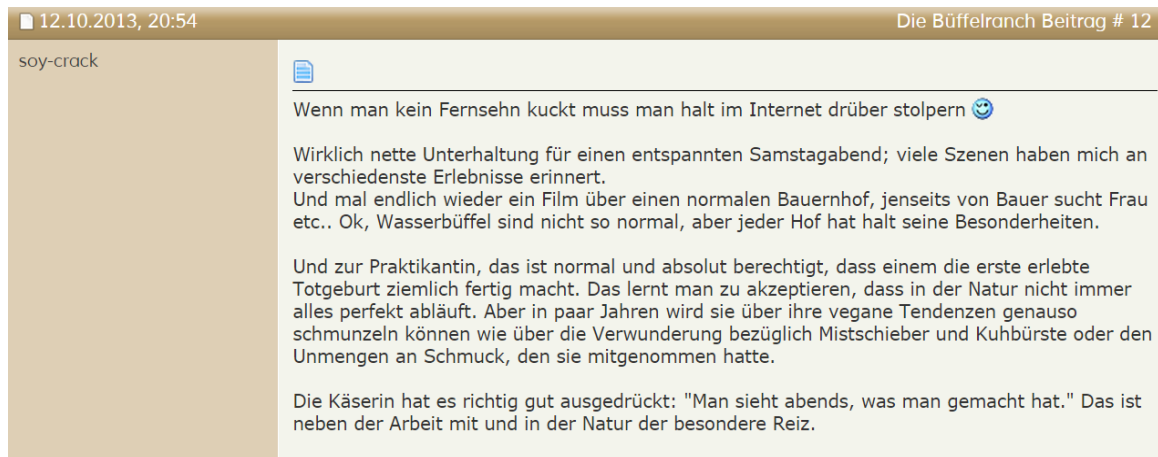 12.10.2013, 20:54
Die Büffelranch Beitrag # 12
soy-crack
Wenn man kein Fernsehn kuckt muss man halt im Internet drüber stolpern
Wirklich nette Unterhaltung für einen entspannten Samstagabend; viele Szenen haben mich an
verschiedenste Erlebnisse erinnert.
Und mal endlich wieder ein Film über einen normalen Bauernhof, jenseits von Bauer sucht Frau
etc.. Ok, Wasserbüffel sind nicht so normal, aber jeder Hof hat halt seine Besonderheiten.
Und zur Praktikantin, das ist normal und absolut berechtigt, dass einem die erste erlebte
Totgeburt ziemlich fertig macht. Das lernt man zu akzeptieren, dass in der Natur nicht immer
alles perfekt abläuft. Aber in paar Jahren wird sie über ihre vegane Tendenzen genauso
schmunzeln können wie über die Verwunderung bezüglich Mistschieber und Kuhbürste oder den
Unmengen an Schmuck, den sie mitgenommen hatte.
Die Käserin hat es richtig gut ausgedrückt: "Man sieht abends, was man gemacht hat." Das ist
neben der Arbeit mit und in der Natur der besondere Reiz.